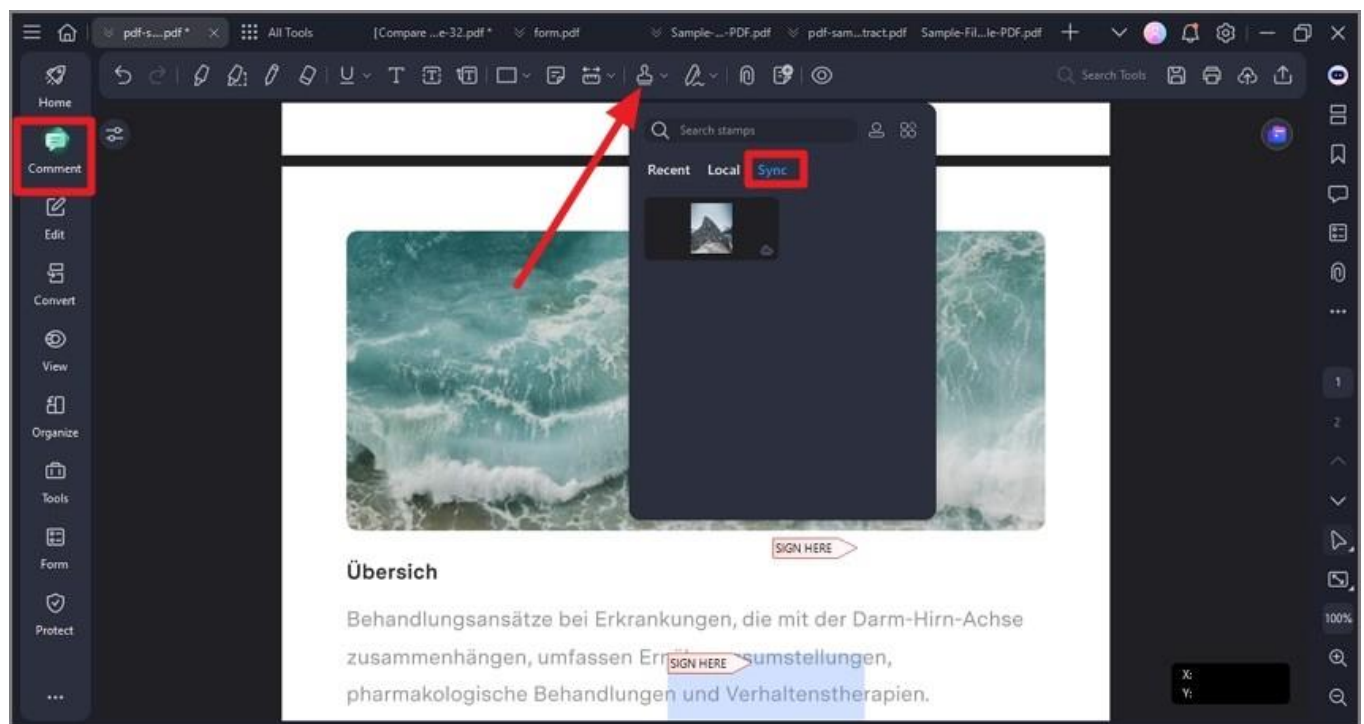 pdf-s....pdf *
All Tools
[Compare ...e-32.pdf *
form.pdf
Sample-...-PDF.pdf
pdf-sam...tract.pdf
Sample-Fil...le-PDF.pdf
Search Tools
Home
Comment
Edit
Convert
View
Organize
Tools
Form
Protect
Search stamps
Recent Local Sync
SIGN HERE
Übersich
Behandlungsansätze bei Erkrankungen, die mit der Darm-Hirn-Achse
zusammenhängen, umfassen Er SIGN HERE sumstellungen,
pharmakologische Behandlungen und Verhaltenstherapien.
1
2
100%
X:
Y: